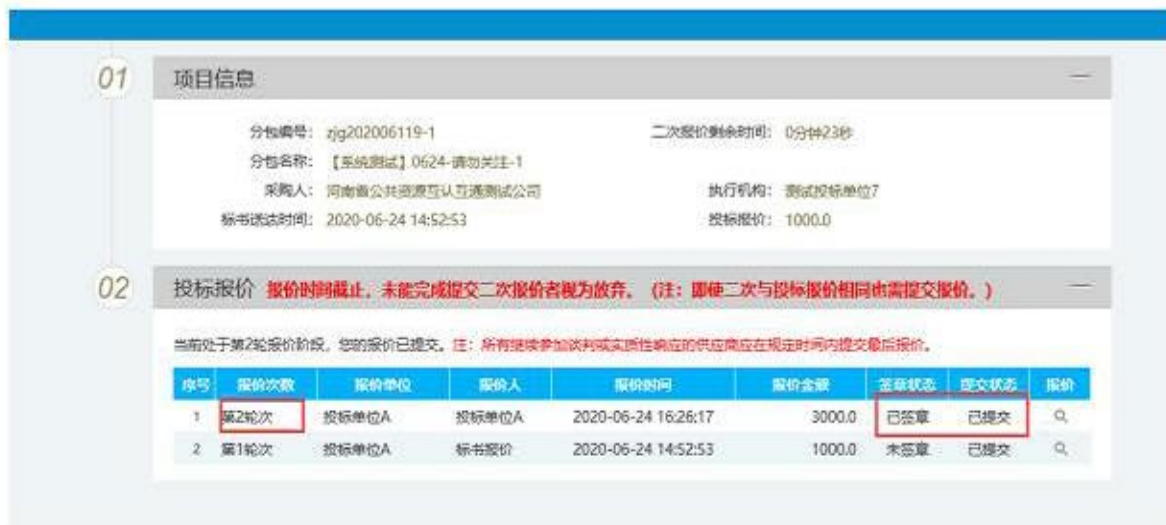 01 项目信息
分包编号： zjg202006119-1 二次报价剩余时间： 0分钟23秒
分包名称： 【系统测试】0624-请勿关注-1
采购人： 河南省公共资源互认互通测试公司 执行机构： 测试投标单位7
标书送达时间： 2020-06-24 14:52:53 投标报价： 1000.0
02 投标报价 报价时间截止，未能完成提交二次报价者视为放弃。（注：即使二次与投标报价相同也需提交报价。）
当前处于第2轮报价阶段，您的报价已提交。注：所有继续参加谈判或实质性响应的供应商应在规定时间内提交最后报价。
序号 报价次数 报价单位 报价人 报价时间 报价金额 签章状态 提交状态 报价
1 第2轮次 投标单位A 投标单位A 2020-06-24 16:26:17 3000.0 已签章 已提交
2 第1轮次 投标单位A 标书报价 2020-06-24 14:52:53 1000.0 未签章 已提交